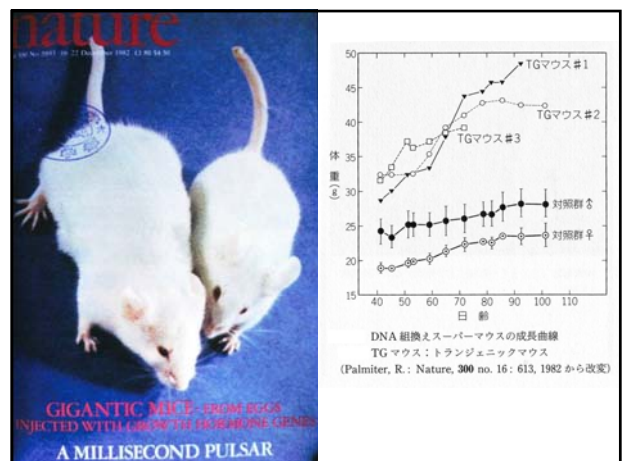 nature
December 1982
GIGANTIC MICE - FROM EGGS
INJECTED WITH GROWTH HORMONE GENES
A MILLISECOND PULSAR
50
45
40
35
30
25
20
15
体重(g)
TGマウス#1
TGマウス#2
TGマウス#3
対照群♂
対照群♀
40 50 60 70 80 90 100 110
日 齢
DNA 組換えスーパーマウスの成長曲線
TG マウス:トランジェニックマウス
(Palmiter, R.: Nature, 300 no. 16 : 613, 1982 から改変)